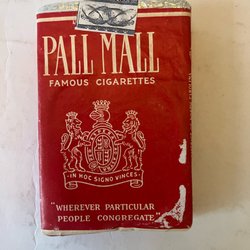 PALL MALL
FAMOUS CIGARETTES
IN HOC SIGNO VINCES
"WHEREVER PARTICULAR
PEOPLE CONGREGATE"